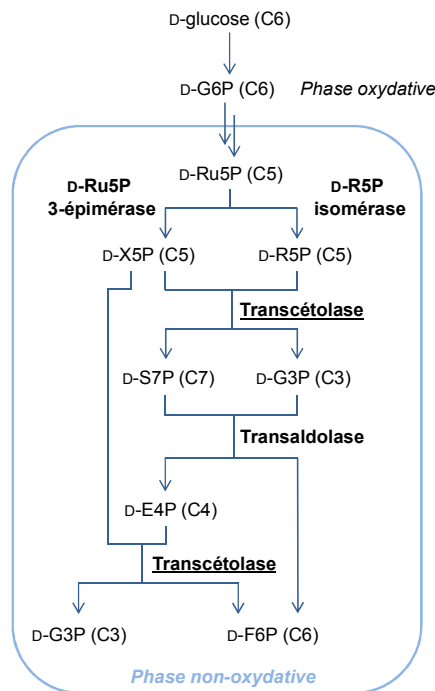 D-glucose (C6)
D-G6P (C6) Phase oxydative
D-Ru5P (C5)
D-Ru5P
3-épimérase
D-R5P
isomérase
D-X5P (C5) D-R5P (C5)
Transcétolase
D-S7P (C7) D-G3P (C3)
Transaldolase
D-E4P (C4)
Transcétolase
D-G3P (C3) D-F6P (C6)
Phase non-oxydative